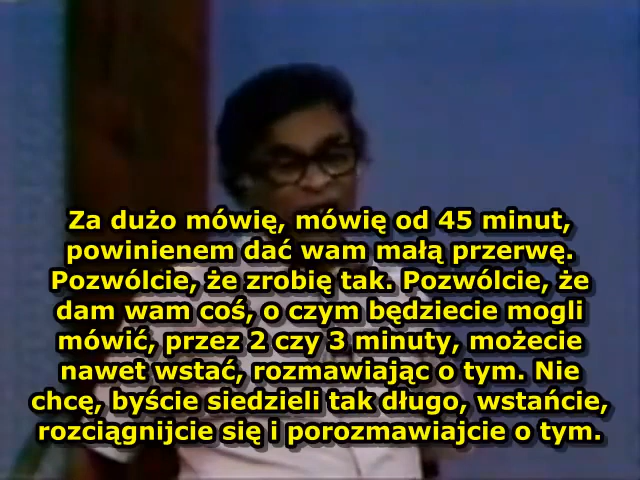 Za dużo mówię, mówię od 45 minut,
powinienem dać wam małą przerwę.
Pozwólcie, że zrobię tak. Pozwólcie, że
dam wam coś, o czym będziecie mogli
mówić, przez 2 czy 3 minuty, możecie
nawet wstać, rozmawiając o tym. Nie
chcę, byście siedzieli tak długo, wstańcie,
rozciągnijcie się i porozmawiajcie o tym.